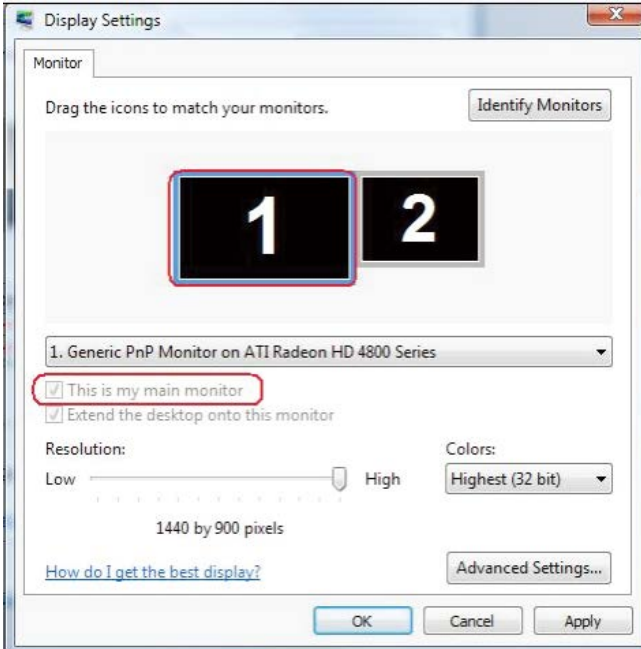 Display Settings
Monitor
Drag the icons to match your monitors.
Identify Monitors
1
2
1. Generic PnP Monitor on ATI Radeon HD 4800 Series
This is my main monitor
Extend the desktop onto this monitor
Resolution:
Colors:
Low
High
Highest (32 bit)
1440 by 900 pixels
How do I get the best display?
Advanced Settings...
OK
Cancel
Apply